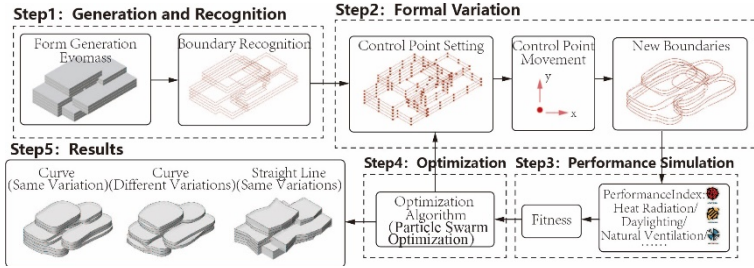 Step1: Generation and Recognition
Form Generation
Evomass
Boundary Recognition
Step2: Formal Variation
Control Point Setting
Control Point
Movement
y
x
New Boundaries
Step3: Performance Simulation
PerformanceIndex:
Heat Radiation/
Daylighting/
Natural Ventilation/
······
Fitness
Step4: Optimization
Optimization
Algorithm
(Particle Swarm
Optimization)
Step5: Results
Curve
(Same Variation)
Curve
(Different Variations)
Straight Line
(Same Variations)